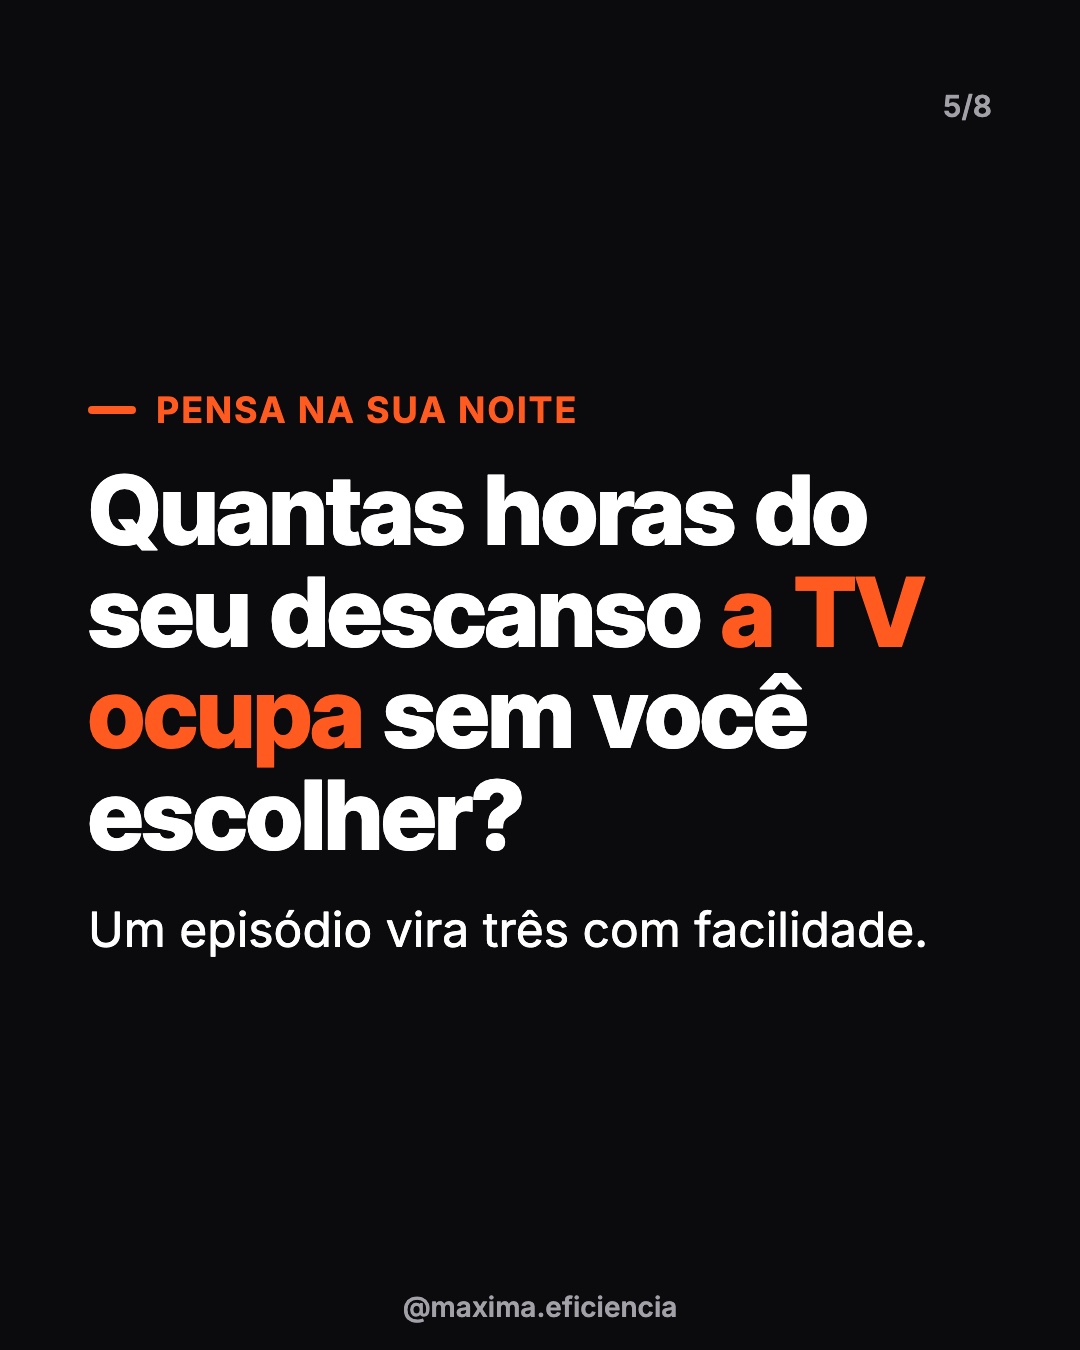 5/8
PENSA NA SUA NOITE
Quantas horas do
seu descanso a TV
ocupa sem você
escolher?
Um episódio vira três com facilidade.
@maxima.eficiencia